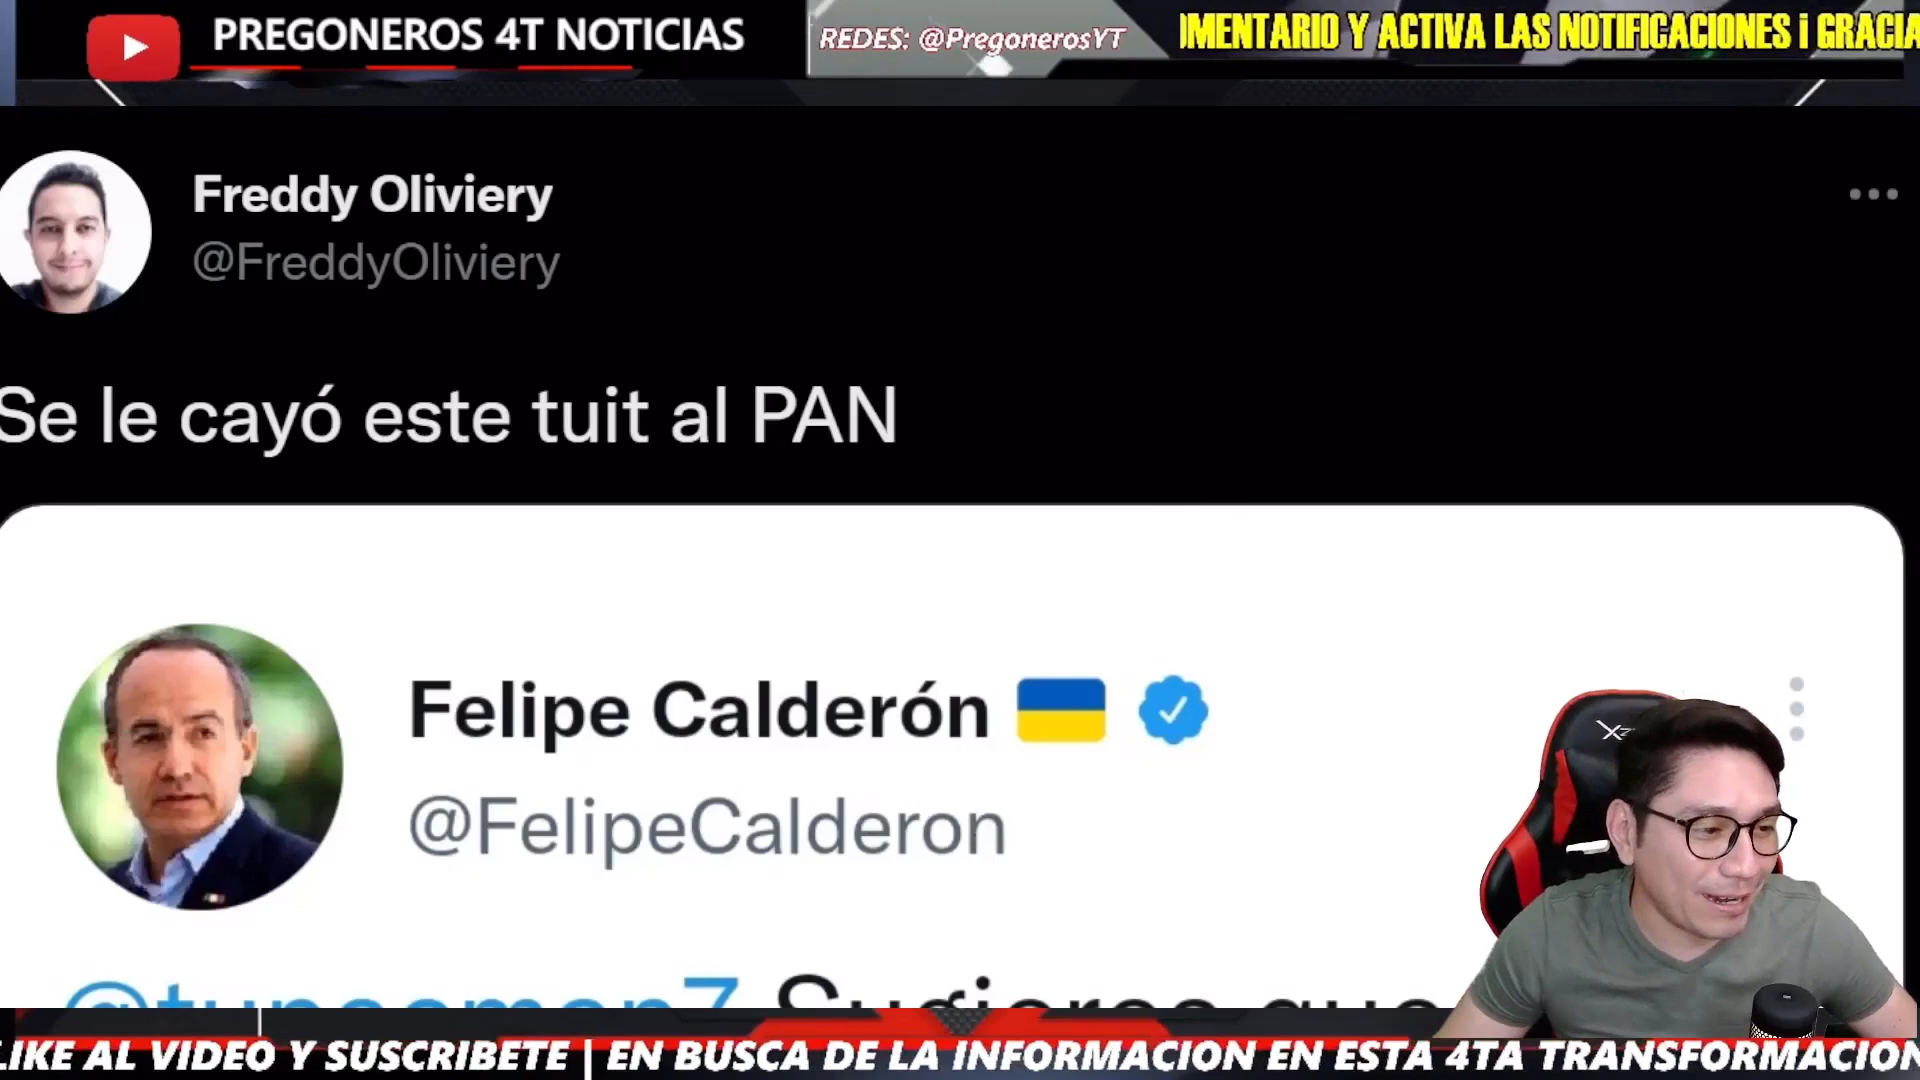 PREGONEROS 4T NOTICIAS
REDES: @PregonerosYT
OMENTARIO Y ACTIVA LAS NOTIFICACIONES ¡ GRACIA
Freddy Oliviery
@FreddyOliviery
Se le cayó este tuit al PAN
Felipe Calderón
@FelipeCalderon
LIKE AL VIDEO Y SUSCRIBETE | EN BUSCA DE LA INFORMACION EN ESTA 4TA TRANSFORMACION